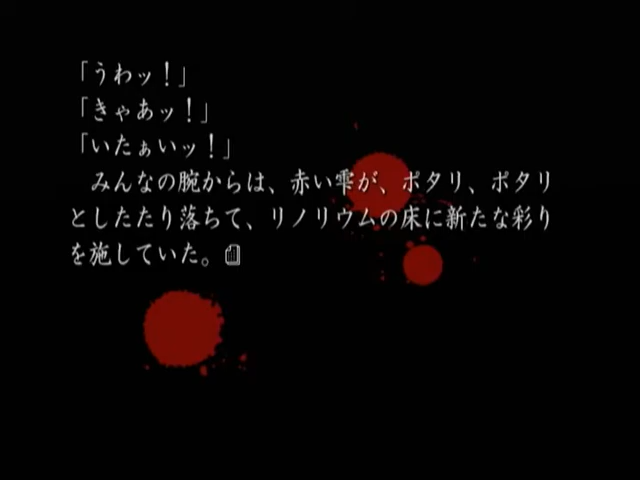 「うわッ！」
「きゃあッ！」
「いたぁいッ！」
　みんなの腕からは、赤い雫が、ポタリ、ポタリ
としたたり落ちて、リノリウムの床に新たな彩り
を施していた。